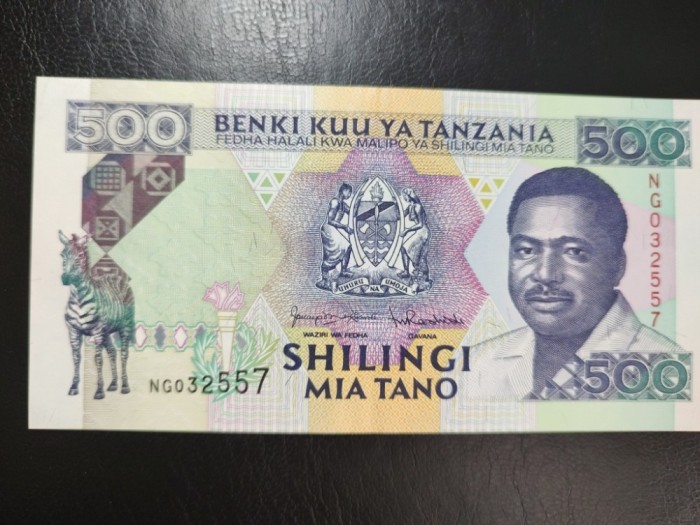 500
BENKI KUU YA TANZANIA
500
FEDHA HALALI KWA MALIPO YA SHILINGI MIA TANO
NG032557
UHURU NA UMOJA
WAZIRI WA FEDHA
GAVANA
SHILINGI
MIA TANO
NG032557
500